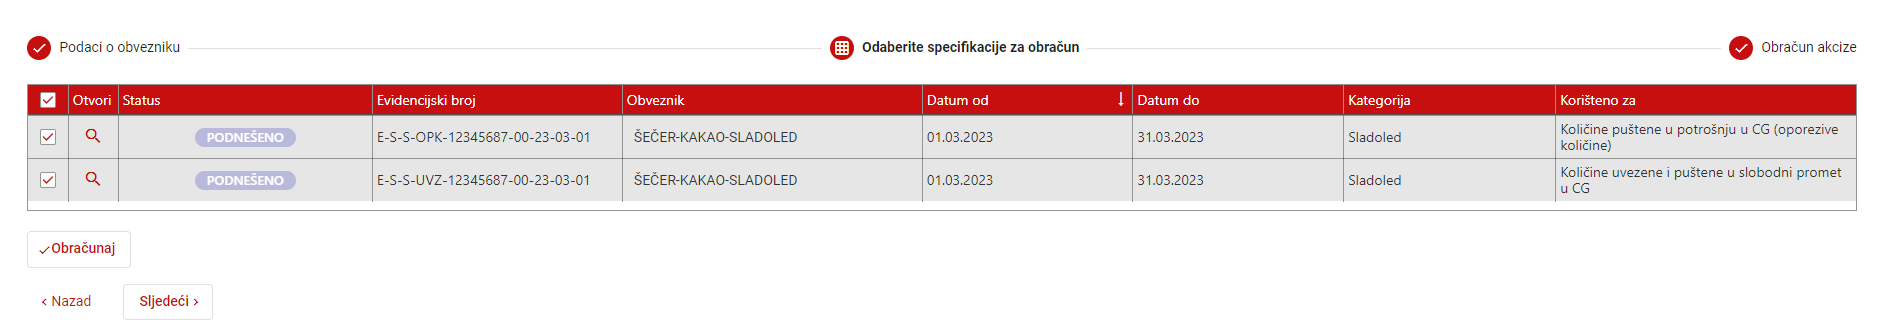 Podaci o obvezniku
Odaberite specifikacije za obračun
Obračun akcize
Otvori Status Evidencijski broj Obveznik Datum od Datum do Kategorija Korišteno za
PODNEŠENO E-S-S-OPK-12345687-00-23-03-01 ŠEČER-KAKAO-SLADOLED 01.03.2023 31.03.2023 Sladoled Količine puštene u potrošnju u CG (oporezive
količine)
PODNEŠENO E-S-S-UVZ-12345687-00-23-03-01 ŠEČER-KAKAO-SLADOLED 01.03.2023 31.03.2023 Sladoled Količine uvezene i puštene u slobodni promet
u CG
Obračunaj
Nazad Sljedeći